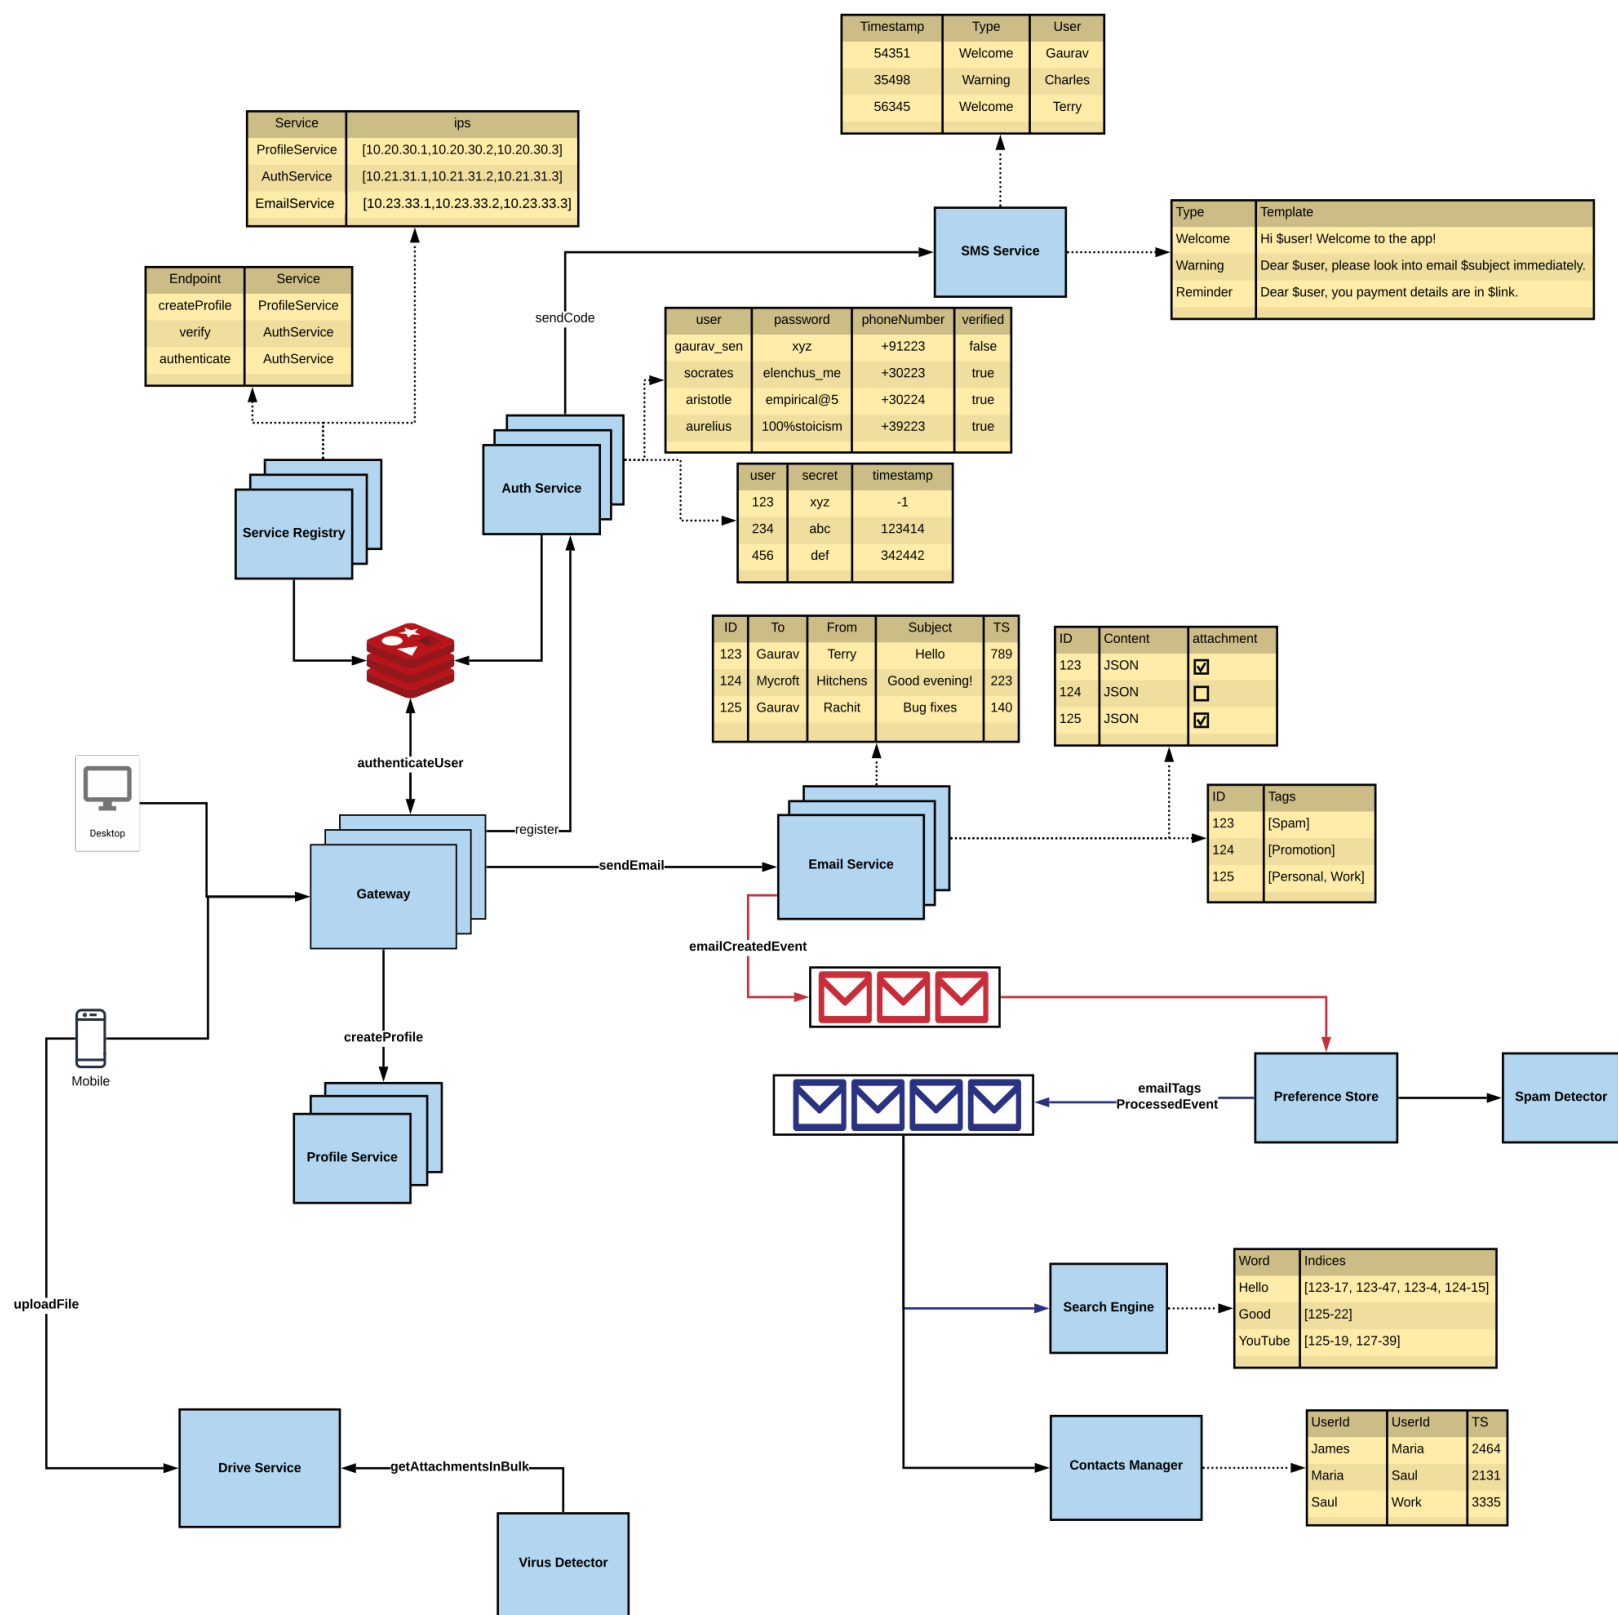 Timestamp Type User
54351 Welcome Gaurav
35498 Warning Charles
56345 Welcome Terry
Service ips
ProfileService [10.20.30.1,10.20.30.2,10.20.30.3]
AuthService [10.21.31.1,10.21.31.2,10.21.31.3]
EmailService [10.23.33.1,10.23.33.2,10.23.33.3]
SMS Service
Type Template
Welcome Hi $user! Welcome to the app!
Warning Dear $user, please look into email $subject immediately.
Reminder Dear $user, you payment details are in $link.
Endpoint Service
createProfile ProfileService
verify AuthService
authenticate AuthService
sendCode
user password phoneNumber verified
gaurav_sen xyz +91223 false
socrates elenchus_me +30223 true
aristotle empirical@5 +30224 true
aurelius 100%stoicism +39223 true
Auth Service
user secret timestamp
123 xyz -1
234 abc 123414
456 def 342442
Service Registry
ID To From Subject TS
123 Gaurav Terry Hello 789
124 Mycroft Hitchens Good evening! 223
125 Gaurav Rachit Bug fixes 140
ID Content attachment
123 JSON
124 JSON
125 JSON
authenticateUser
Desktop
register
sendEmail
Email Service
ID Tags
123 [Spam]
124 [Promotion]
125 [Personal, Work]
Gateway
emailCreatedEvent
createProfile
Mobile
emailTags
ProcessedEvent
Preference Store
Spam Detector
Profile Service
uploadFile
Search Engine
Word Indices
Hello [123-17, 123-47, 123-4, 124-15]
Good [125-22]
YouTube [125-19, 127-39]
Drive Service
getAttachmentsInBulk
Contacts Manager
UserId UserId TS
James Maria 2464
Maria Saul 2131
Saul Work 3335
Virus Detector